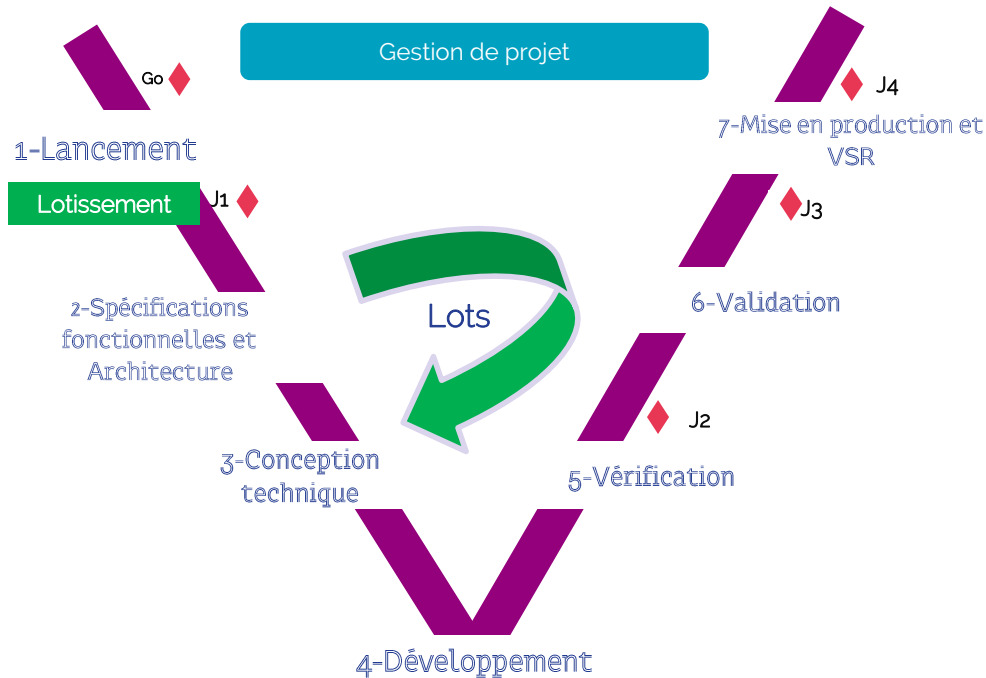 Gestion de projet
Go
1-Lancement
Lotissement
J1
2-Spécifications
fonctionnelles et
Architecture
3-Conception
technique
4-Développement
Lots
5-Vérification
J2
6-Validation
J3
7-Mise en production et
VSR
J4